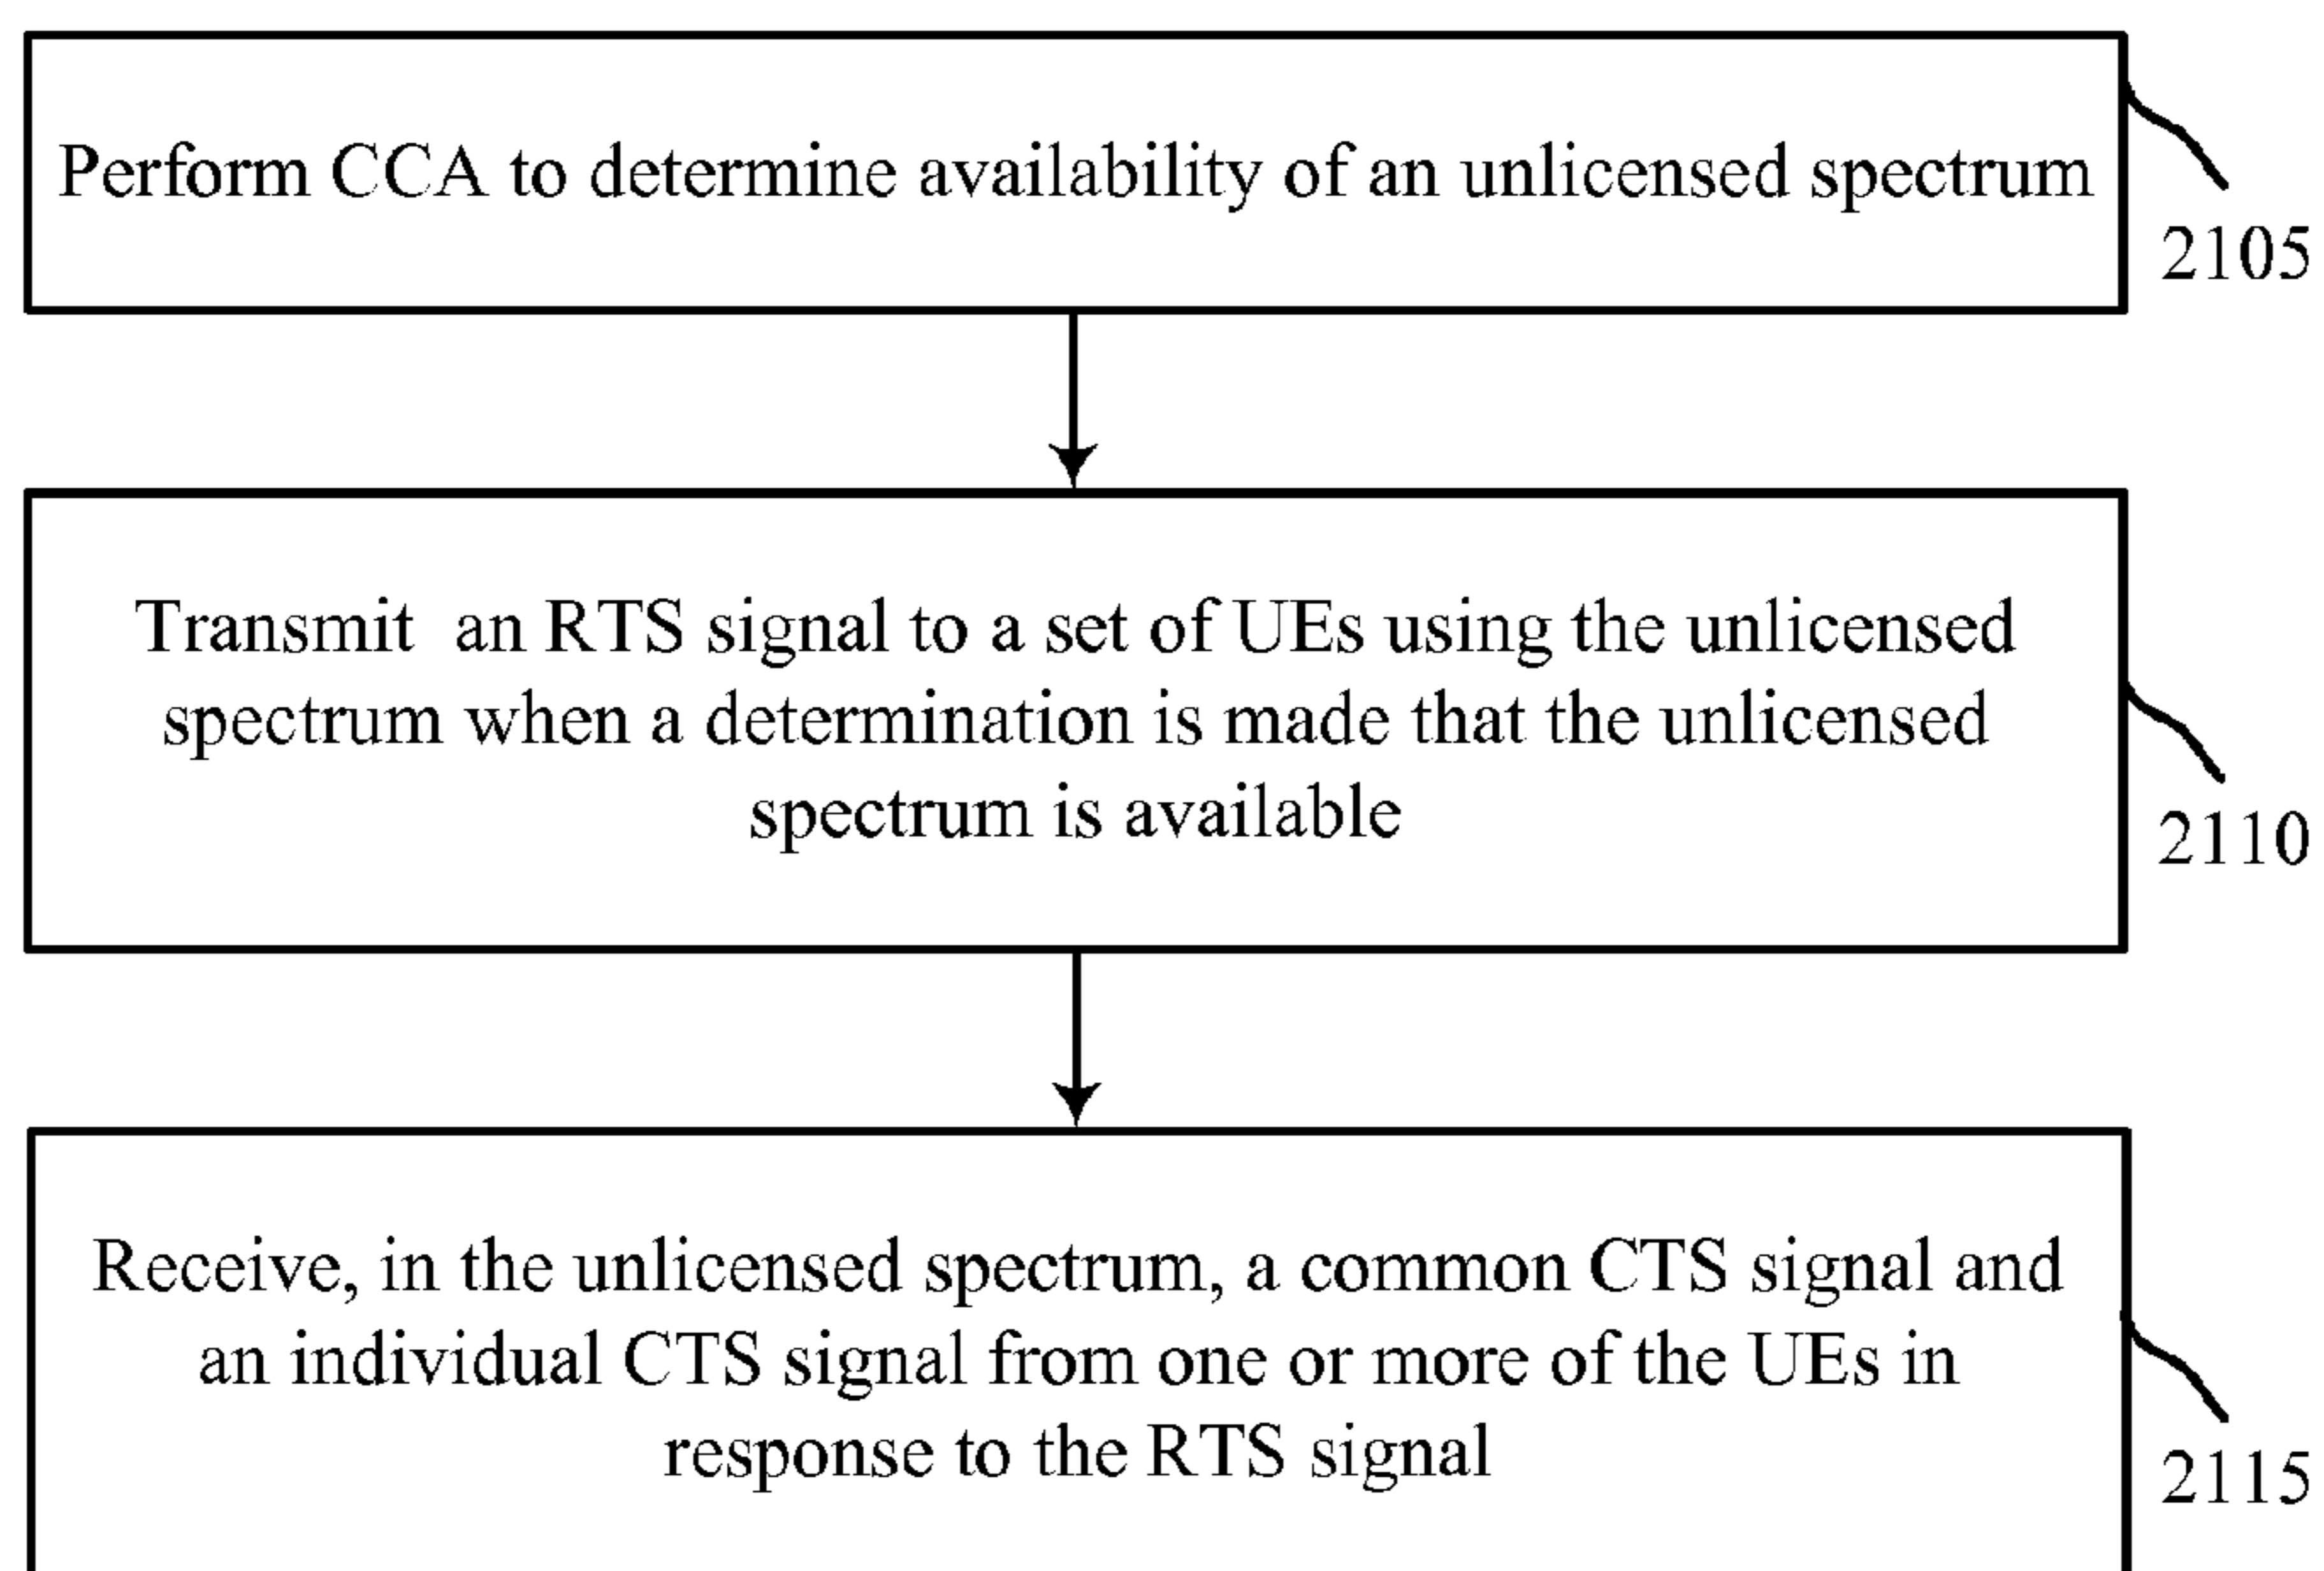 Perform CCA to determine availability of an unlicensed spectrum
2105
Transmit an RTS signal to a set of UEs using the unlicensed
spectrum when a determination is made that the unlicensed
spectrum is available
2110
Receive, in the unlicensed spectrum, a common CTS signal and
an individual CTS signal from one or more of the UEs in
response to the RTS signal
2115